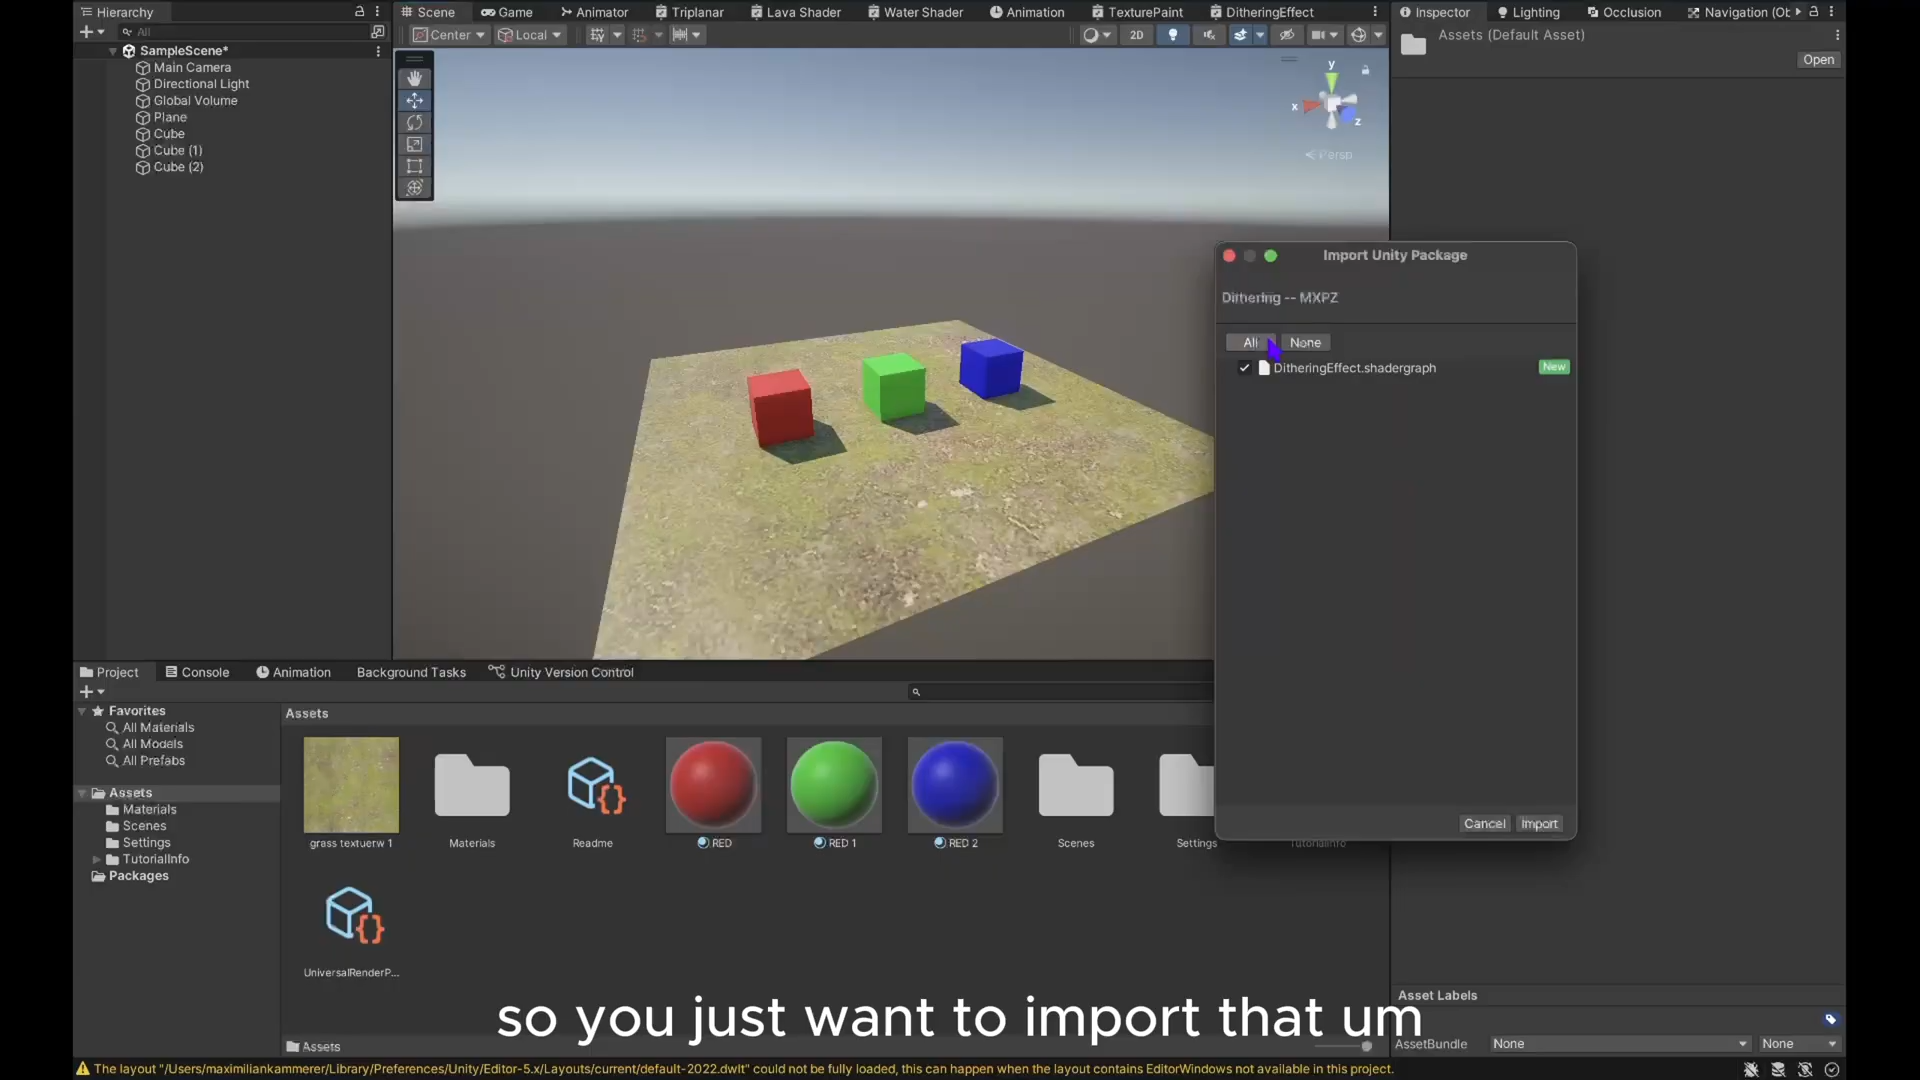 Hierarchy
Scene
Game
Animator
Triplanar
Lava Shader
Water Shader
Animation
TexturePaint
DitheringEffect
Inspector
Lighting
Occlusion
Navigation (Ob
All
Center
Local
2D
Assets (Default Asset)
Open
SampleScene*
Main Camera
Directional Light
Global Volume
Plane
Cube
Cube (1)
Cube (2)
y
x
z
Persp
Import Unity Package
Dithering -- MXPZ
All
None
DitheringEffect.shadergraph
New
Cancel
Import
Project
Console
Animation
Background Tasks
Unity Version Control
Favorites
All Materials
All Models
All Prefabs
Assets
Materials
Scenes
Settings
TutorialInfo
Packages
Assets
grass textuerw 1
Materials
Readme
RED
RED 1
RED 2
Scenes
Settings
TutorialInfo
UniversalRenderP...
so you just want to import that um
Assets
Asset Labels
AssetBundle
None
None
The layout "/Users/maximiliankammerer/Library/Preferences/Unity/Editor-5.x/Layouts/current/default-2022.dwlt" could not be fully loaded, this can happen when the layout contains EditorWindows not available in this project.